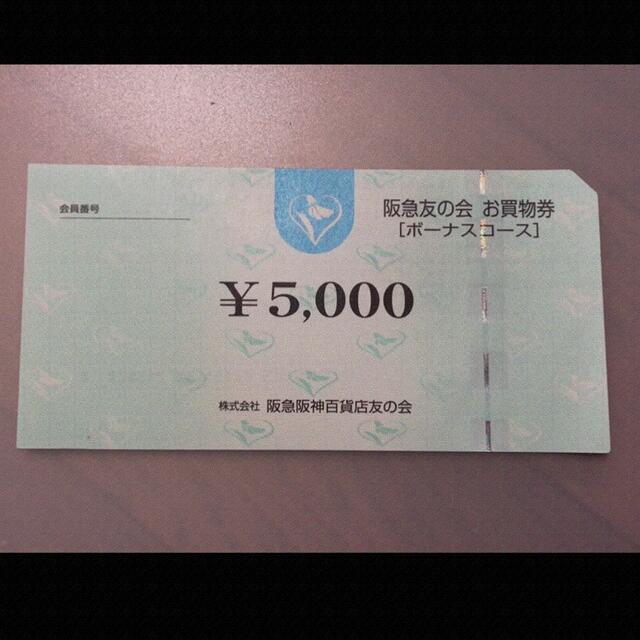 会員番号
阪急友の会 お買物券
[ボーナスコース]
¥5,000
株式会社 阪急阪神百貨店友の会